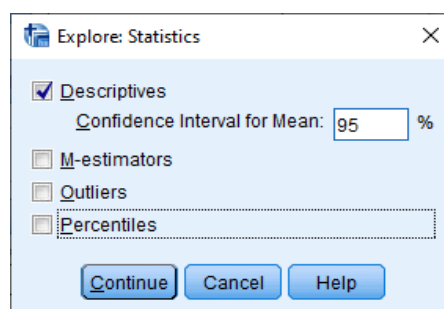 Explore: Statistics
Descriptives
Confidence Interval for Mean: 95 %
M-estimators
Outliers
Percentiles
Continue Cancel Help